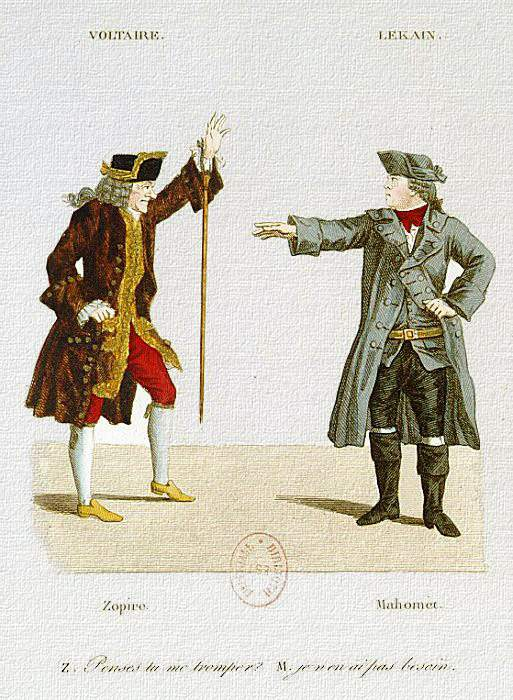 VOLTAIRE. LEKAIN.
Zopire. Mahomet.
Z. Penses tu me tromper? M. je n'en ai pas besoin.